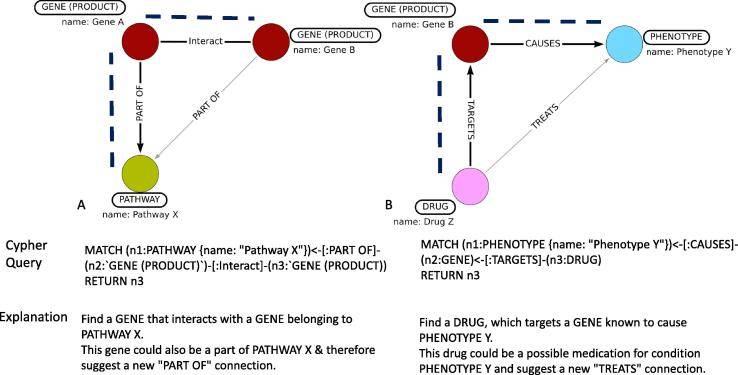 GENE (PRODUCT)
name: Gene A
Interact
GENE (PRODUCT)
name: Gene B
PART OF
PART OF
PATHWAY
name: Pathway X
A
GENE (PRODUCT)
name: Gene B
CAUSES
PHENOTYPE
name: Phenotype Y
TARGETS
TREATS
DRUG
name: Drug Z
B
Cypher
Query
MATCH (n1:PATHWAY {name: "Pathway X"})<-[:PART OF]-
(n2:`GENE (PRODUCT)`)-[:Interact]-(n3:`GENE (PRODUCT))
RETURN n3
MATCH (n1:PHENOTYPE {name: "Phenotype Y"})<-[:CAUSES]-
(n2:GENE)<-[:TARGETS]-(n3:DRUG)
RETURN n3
Explanation
Find a GENE that interacts with a GENE belonging to
PATHWAY X.
This gene could also be a part of PATHWAY X & therefore
suggest a new "PART OF" connection.
Find a DRUG, which targets a GENE known to cause
PHENOTYPE Y.
This drug could be a possible medication for condition
PHENOTYPE Y and suggest a new "TREATS" connection.